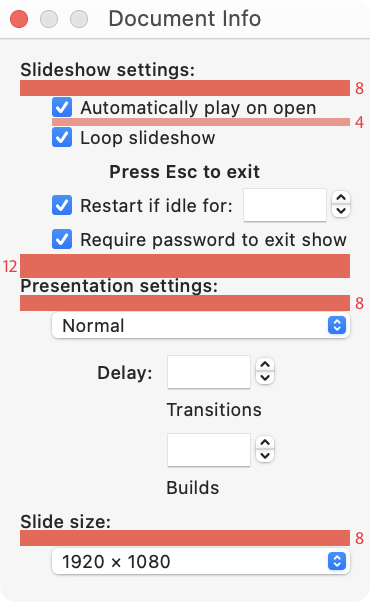 Document Info
Slideshow settings:
8
Automatically play on open
4
Loop slideshow
Press Esc to exit
Restart if idle for:
Require password to exit show
12
Presentation settings:
8
Normal
Delay:
Transitions
Builds
Slide size:
8
1920 × 1080